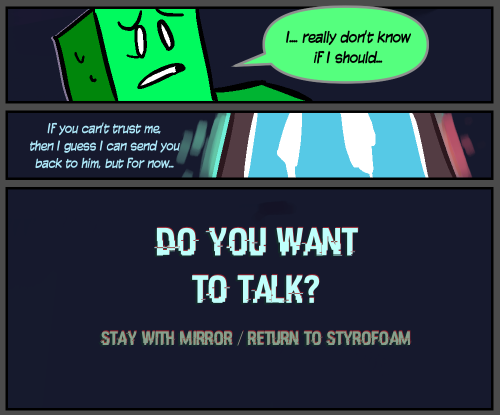 I... really don't know
if I should...
If you can't trust me,
then I guess I can send you
back to him, but for now...
DO YOU WANT
TO TALK?
STAY WITH MIRROR / RETURN TO STYROFOAM